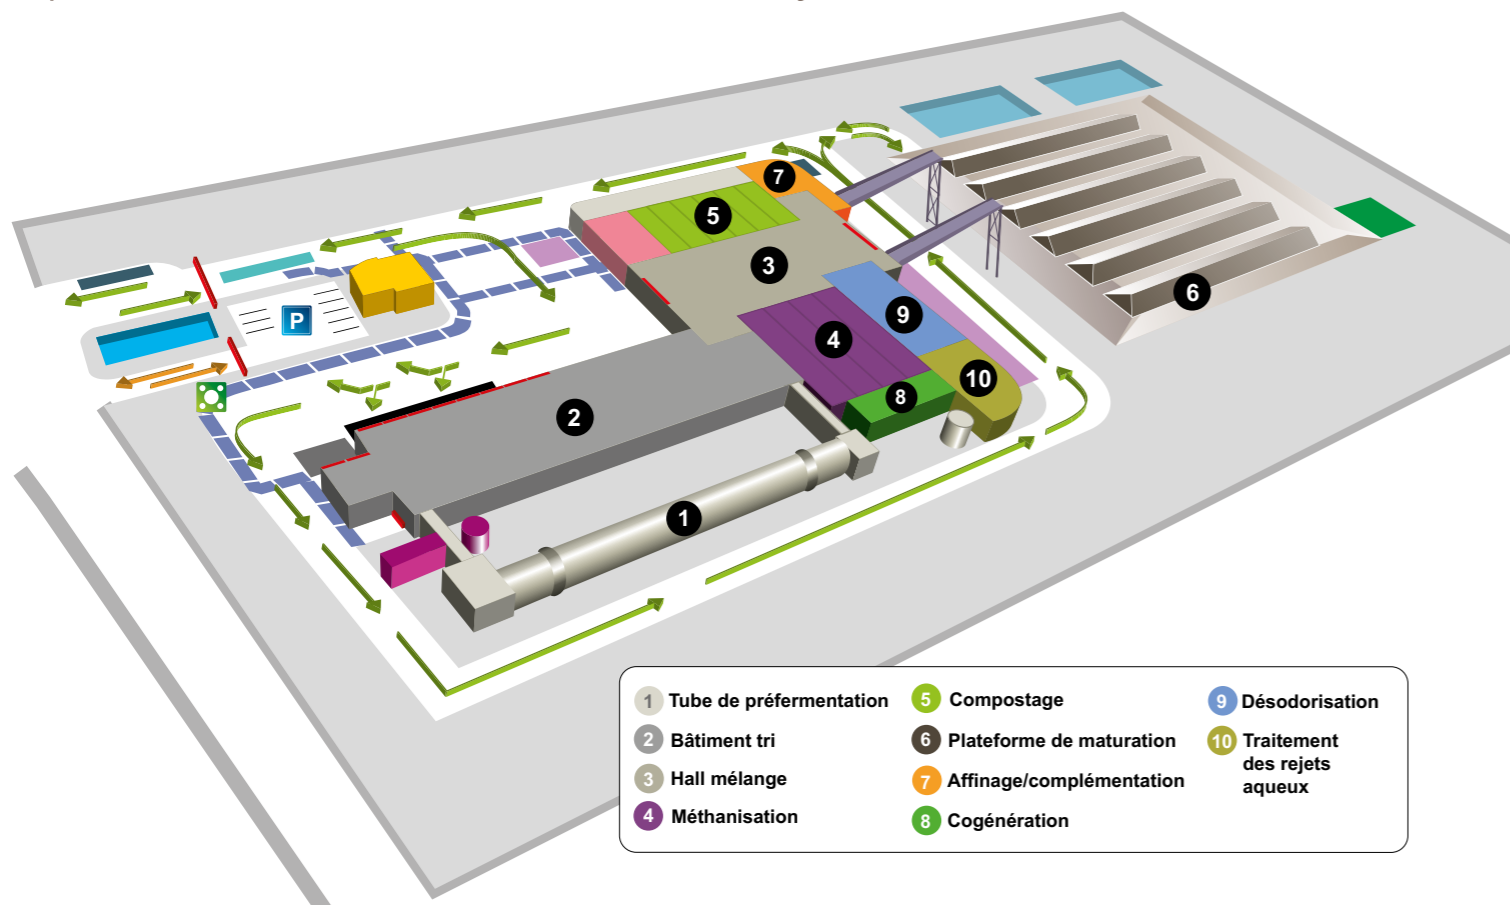 7
5
3
9
6
4
10
8
2
1
P
1 Tube de préfermentation
2 Bâtiment tri
3 Hall mélange
4 Méthanisation
5 Compostage
6 Plateforme de maturation
7 Affinage/complémentation
8 Cogénération
9 Désodorisation
10 Traitement
des rejets
aqueux